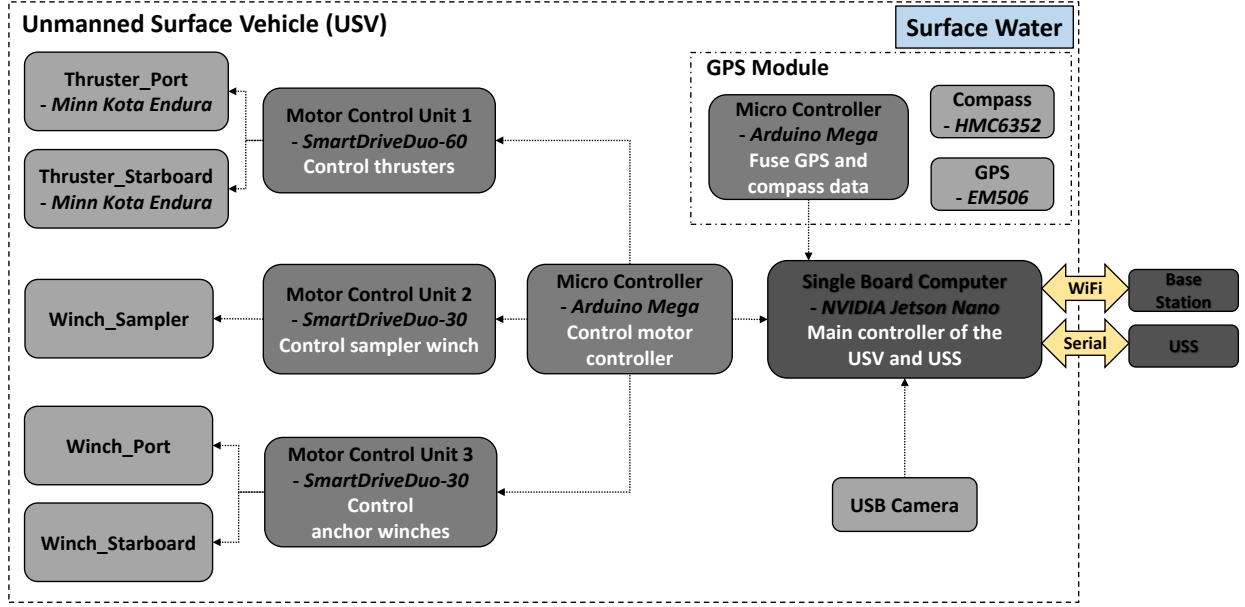 Unmanned Surface Vehicle (USV)
Surface Water
Thruster_Port
- Minn Kota Endura
Thruster_Starboard
- Minn Kota Endura
Motor Control Unit 1
- SmartDriveDuo-60
Control thrusters
GPS Module
Micro Controller
- Arduino Mega
Fuse GPS and
compass data
Compass
- HMC6352
GPS
- EM506
Winch_Sampler
Motor Control Unit 2
- SmartDriveDuo-30
Control sampler winch
Micro Controller
- Arduino Mega
Control motor
controller
Single Board Computer
- NVIDIA Jetson Nano
Main controller of the
USV and USS
WiFi
Base
Station
Serial
USS
Winch_Port
Winch_Starboard
Motor Control Unit 3
- SmartDriveDuo-30
Control
anchor winches
USB Camera